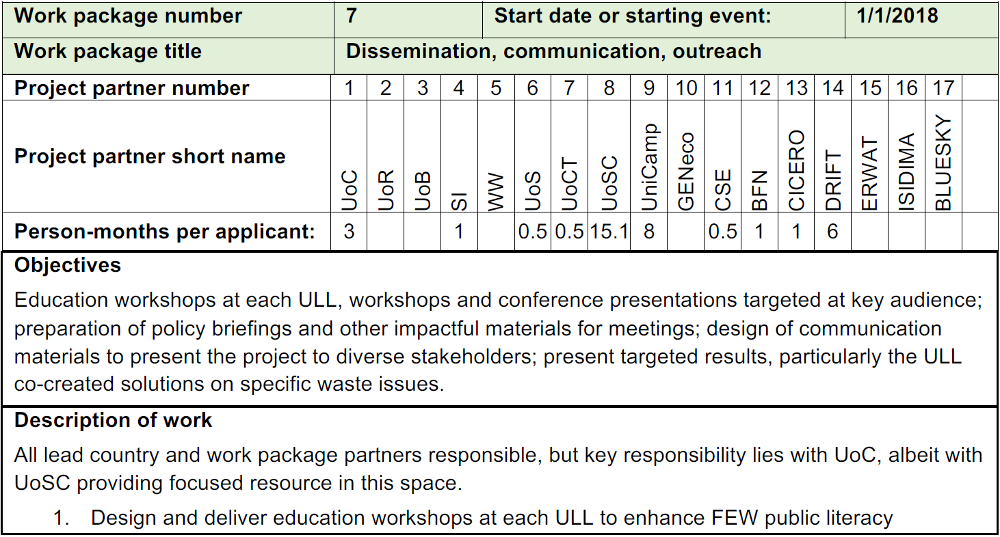 Work package number 7 Start date or starting event: 1/1/2018
Work package title Dissemination, communication, outreach
Project partner number 1 2 3 4 5 6 7 8 9 10 11 12 13 14 15 16 17
Project partner short name UoC UoR UoB SI WW UoS UoCT UoSC UniCamp GENeco CSE BFN CICERO DRIFT ERWAT ISIDIMA BLUESKY
Person-months per applicant: 3 1 0.5 0.5 15.1 8 0.5 1 1 6
Objectives
Education workshops at each ULL, workshops and conference presentations targeted at key audience;
preparation of policy briefings and other impactful materials for meetings; design of communication
materials to present the project to diverse stakeholders; present targeted results, particularly the ULL
co-created solutions on specific waste issues.
Description of work
All lead country and work package partners responsible, but key responsibility lies with UoC, albeit with
UoSC providing focused resource in this space.
1. Design and deliver education workshops at each ULL to enhance FEW public literacy